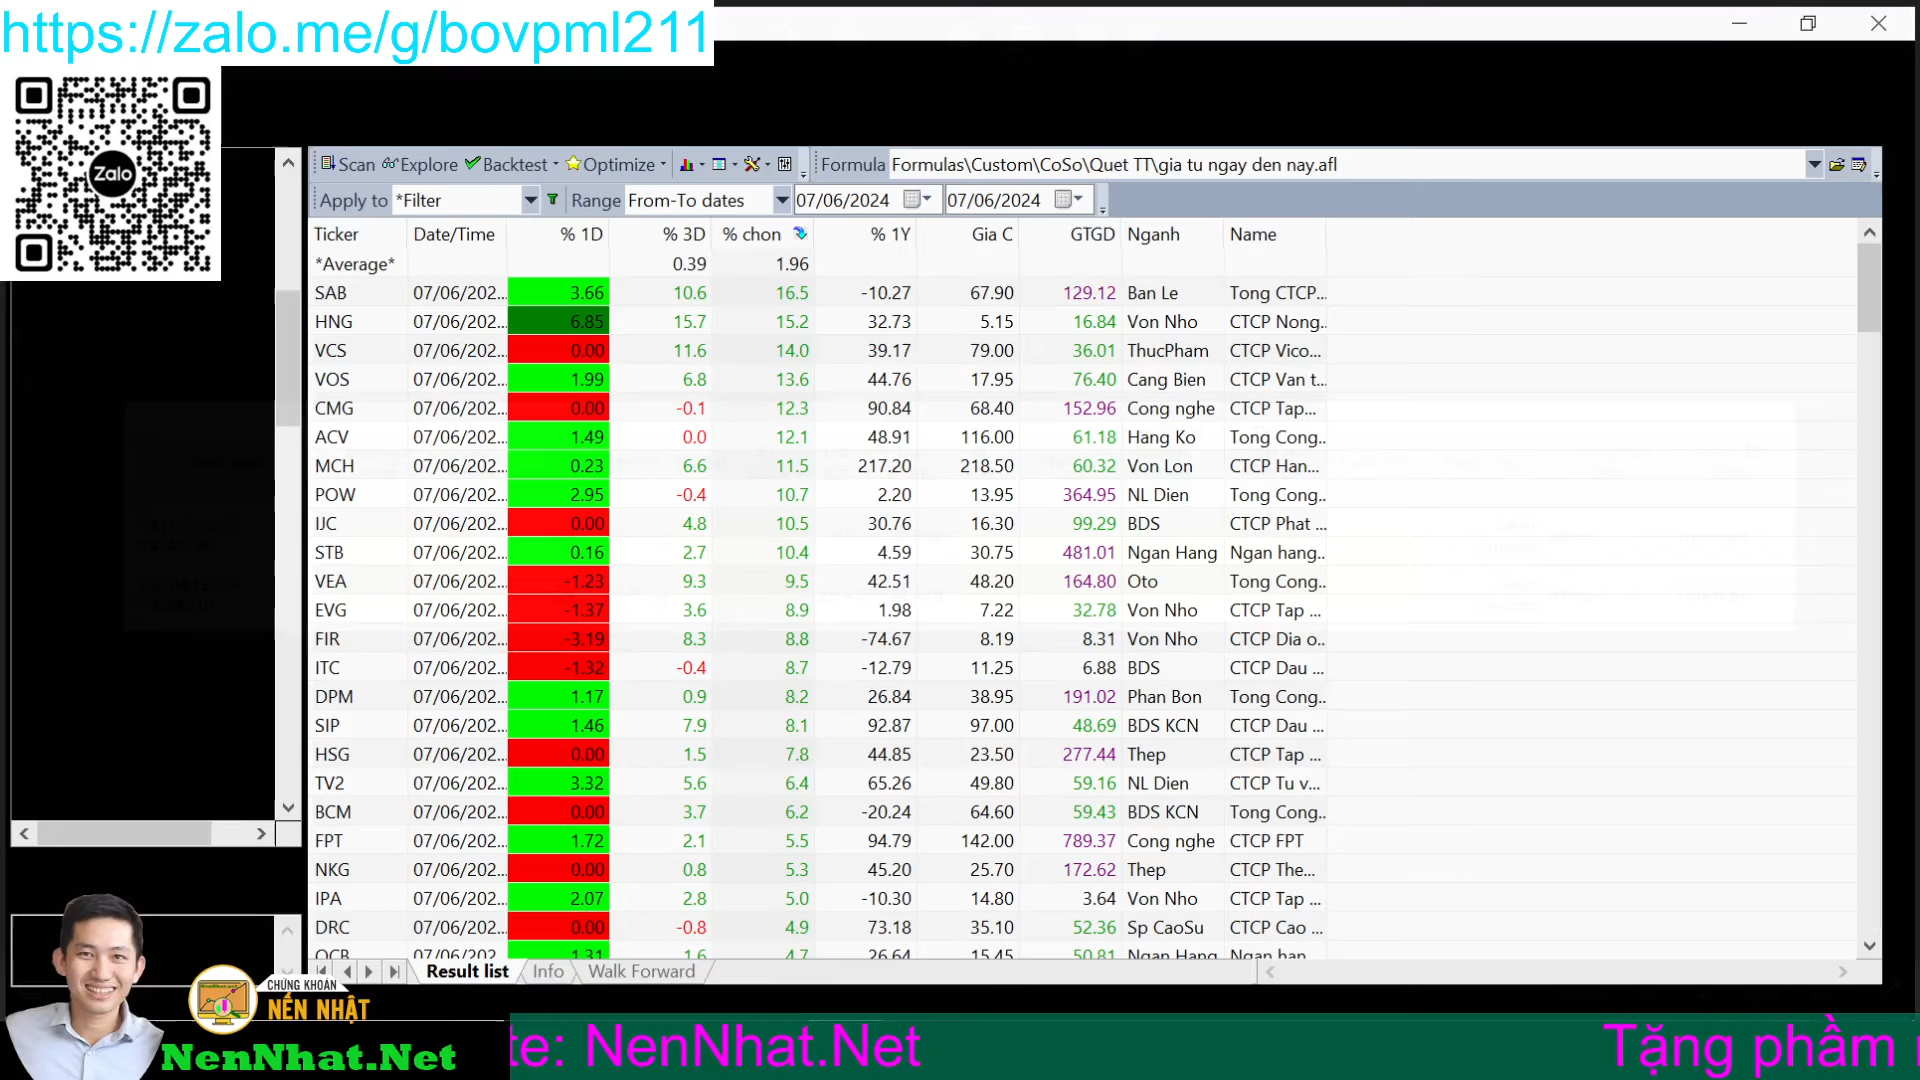 https://zalo.me/g/bovpml211
Zalo
Scan Explore Backtest Optimize Formula Formulas\Custom\CoSo\Quet TT\gia tu ngay den nay.afl
Apply to *Filter Range From-To dates 07/06/2024 07/06/2024
Ticker Date/Time % 1D % 3D % chon % 1Y Gia C GTGD Nganh Name
*Average* 0.39 1.96
SAB 07/06/202... 3.66 10.6 16.5 -10.27 67.90 129.12 Ban Le Tong CTCP...
HNG 07/06/202... 6.85 15.7 15.2 32.73 5.15 16.84 Von Nho CTCP Nong...
VCS 07/06/202... 0.00 11.6 14.0 39.17 79.00 36.01 ThucPham CTCP Vico...
VOS 07/06/202... 1.99 6.8 13.6 44.76 17.95 76.40 Cang Bien CTCP Van t...
CMG 07/06/202... 0.00 -0.1 12.3 90.84 68.40 152.96 Cong nghe CTCP Tap...
ACV 07/06/202... 1.49 0.0 12.1 48.91 116.00 61.18 Hang Ko Tong Cong...
MCH 07/06/202... 0.23 6.6 11.5 217.20 218.50 60.32 Von Lon CTCP Han...
POW 07/06/202... 2.95 -0.4 10.7 2.20 13.95 364.95 NL Dien Tong Cong...
IJC 07/06/202... 0.00 4.8 10.5 30.76 16.30 99.29 BDS CTCP Phat ...
STB 07/06/202... 0.16 2.7 10.4 4.59 30.75 481.01 Ngan Hang Ngan hang...
VEA 07/06/202... -1.23 9.3 9.5 42.51 48.20 164.80 Oto Tong Cong...
EVG 07/06/202... -1.37 3.6 8.9 1.98 7.22 32.78 Von Nho CTCP Tap ...
FIR 07/06/202... -3.19 8.3 8.8 -74.67 8.19 8.31 Von Nho CTCP Dia o...
ITC 07/06/202... -1.32 -0.4 8.7 -12.79 11.25 6.88 BDS CTCP Dau ...
DPM 07/06/202... 1.17 0.9 8.2 26.84 38.95 191.02 Phan Bon Tong Cong...
SIP 07/06/202... 1.46 7.9 8.1 92.87 97.00 48.69 BDS KCN CTCP Dau ...
HSG 07/06/202... 0.00 1.5 7.8 44.85 23.50 277.44 Thep CTCP Tap ...
TV2 07/06/202... 3.32 5.6 6.4 65.26 49.80 59.16 NL Dien CTCP Tu v...
BCM 07/06/202... 0.00 3.7 6.2 -20.24 64.60 59.43 BDS KCN Tong Cong...
FPT 07/06/202... 1.72 2.1 5.5 94.79 142.00 789.37 Cong nghe CTCP FPT
NKG 07/06/202... 0.00 0.8 5.3 45.20 25.70 172.62 Thep CTCP The...
IPA 07/06/202... 2.07 2.8 5.0 -10.30 14.80 3.64 Von Nho CTCP Tap ...
DRC 07/06/202... 0.00 -0.8 4.9 73.18 35.10 52.36 Sp CaoSu CTCP Cao ...
OCB 07/06/202... 1.31 1.6 4.7 26.64 15.45 50.81 Ngan Hang Ngan han...
Result list Info Walk Forward
CHỨNG KHOÁN
NẾN NHẬT
NenNhat.Net
te: NenNhat.Net Tặng phầm